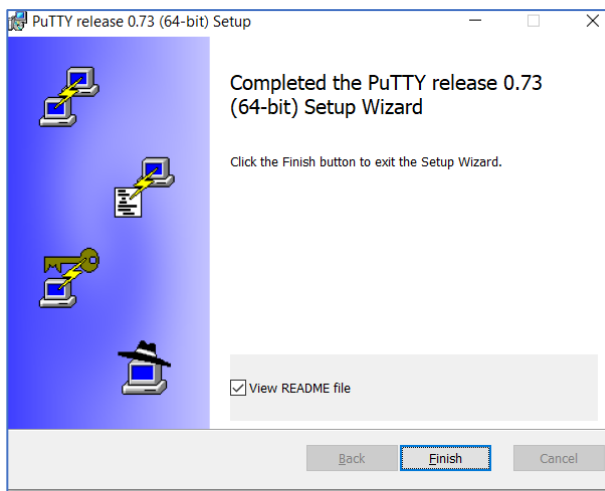 PuTTY release 0.73 (64-bit) Setup
Completed the PuTTY release 0.73
(64-bit) Setup Wizard
Click the Finish button to exit the Setup Wizard.
View README file
Back Finish Cancel